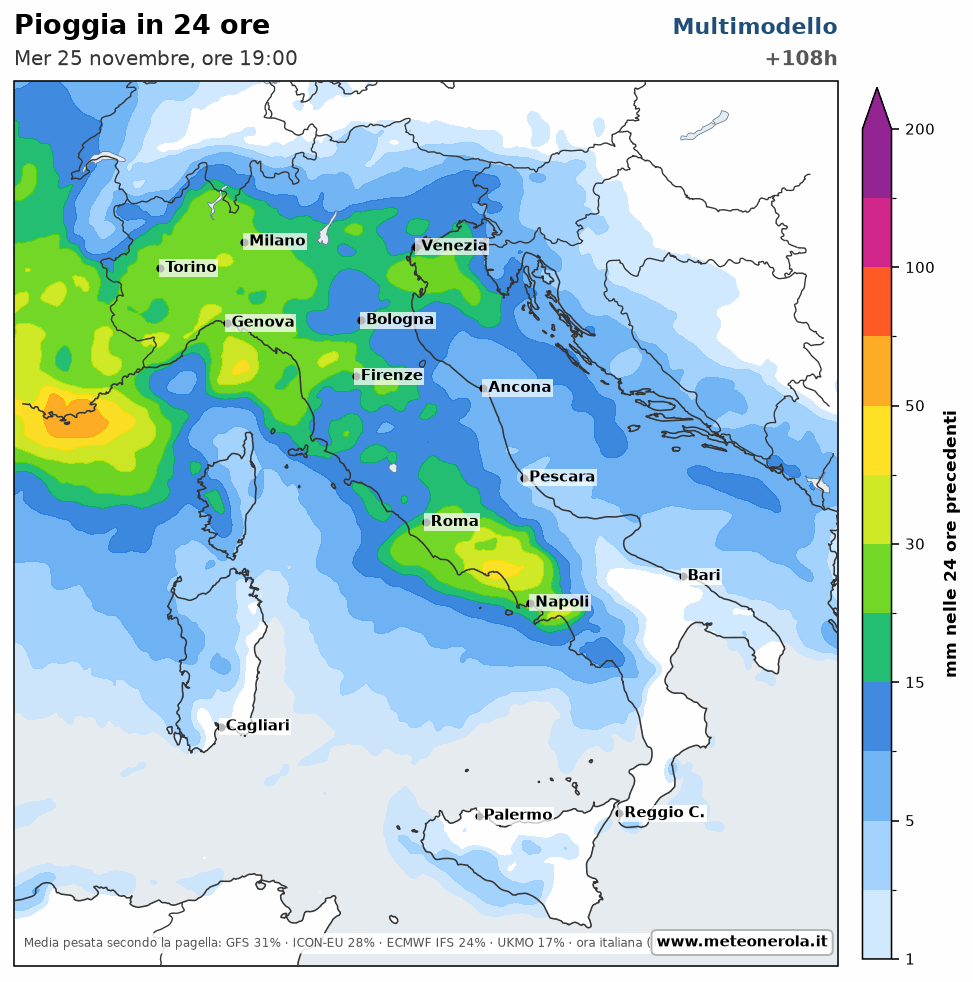 Pioggia in 24 ore
Multimodello
Mer 25 novembre, ore 19:00
+108h
200
100
50
30
15
5
1
mm nelle 24 ore precedenti
Milano
Venezia
Torino
Genova
Bologna
Firenze
Ancona
Pescara
Roma
Bari
Napoli
Cagliari
Palermo
Reggio C.
Media pesata secondo la pagella: GFS 31% · ICON-EU 28% · ECMWF IFS 24% · UKMO 17% · ora italiana (
www.meteonerola.it